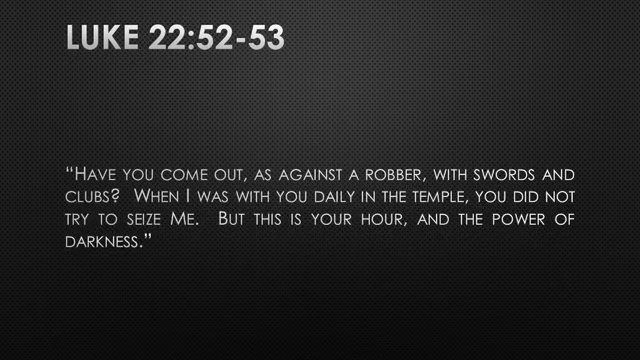 LUKE 22:52-53
“HAVE YOU COME OUT, AS AGAINST A ROBBER, WITH SWORDS AND
CLUBS?  WHEN I WAS WITH YOU DAILY IN THE TEMPLE, YOU DID NOT
TRY TO SEIZE ME.  BUT THIS IS YOUR HOUR, AND THE POWER OF
DARKNESS.”